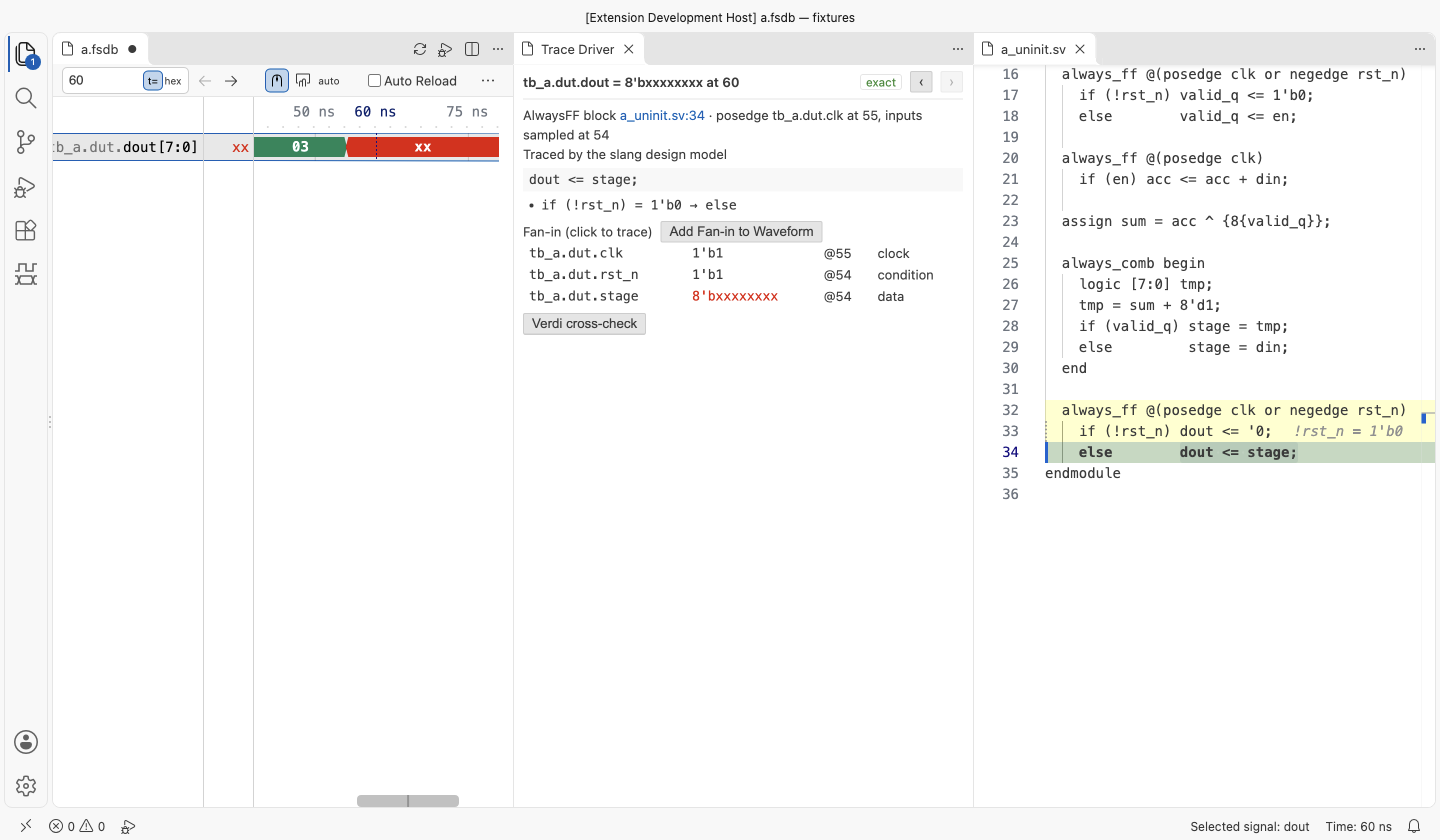 [Extension Development Host] a.fsdb — fixtures
1
a.fsdb
60
t=
hex
auto
Auto Reload
50 ns
60 ns
75 ns
tb_a.dut.dout[7:0]
xx
03
xx
Trace Driver
tb_a.dut.dout = 8'bxxxxxxxx at 60
exact
AlwaysFF block a_uninit.sv:34 · posedge tb_a.dut.clk at 55, inputs
sampled at 54
Traced by the slang design model
dout <= stage;
• if (!rst_n) = 1'b0 → else
Fan-in (click to trace)
Add Fan-in to Waveform
tb_a.dut.clk 1'b1 @55 clock
tb_a.dut.rst_n 1'b1 @54 condition
tb_a.dut.stage 8'bxxxxxxxx @54 data
Verdi cross-check
a_uninit.sv
16 always_ff @(posedge clk or negedge rst_n)
17 if (!rst_n) valid_q <= 1'b0;
18 else valid_q <= en;
19
20 always_ff @(posedge clk)
21 if (en) acc <= acc + din;
22
23 assign sum = acc ^ {8{valid_q}};
24
25 always_comb begin
26 logic [7:0] tmp;
27 tmp = sum + 8'd1;
28 if (valid_q) stage = tmp;
29 else stage = din;
30 end
31
32 always_ff @(posedge clk or negedge rst_n)
33 if (!rst_n) dout <= '0; !rst_n = 1'b0
34 else dout <= stage;
35 endmodule
36
0
0
Selected signal: dout
Time: 60 ns